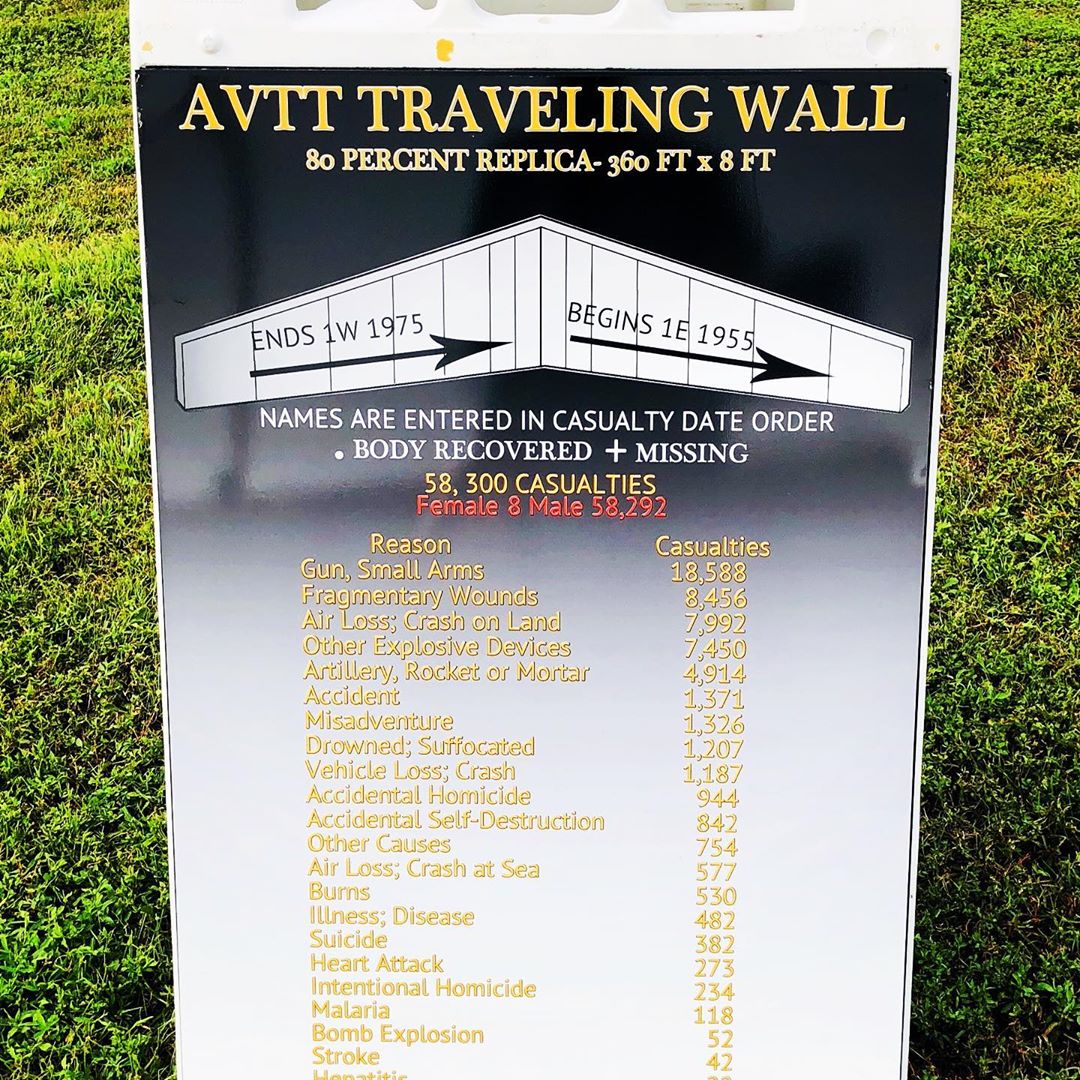 AVTT TRAVELING WALL
80 PERCENT REPLICA- 360 FT x 8 FT
ENDS 1W 1975
BEGINS 1E 1955
NAMES ARE ENTERED IN CASUALTY DATE ORDER
. BODY RECOVERED + MISSING
58, 300 CASUALTIES
Female 8 Male 58,292
Reason Casualties
Gun, Small Arms 18,588
Fragmentary Wounds 8,456
Air Loss; Crash on Land 7,992
Other Explosive Devices 7,450
Artillery, Rocket or Mortar 4,914
Accident 1,371
Misadventure 1,326
Drowned; Suffocated 1,207
Vehicle Loss; Crash 1,187
Accidental Homicide 944
Accidental Self-Destruction 842
Other Causes 754
Air Loss; Crash at Sea 577
Burns 530
Illness; Disease 482
Suicide 382
Heart Attack 273
Intentional Homicide 234
Malaria 118
Bomb Explosion 52
Stroke 42
Hepatitis